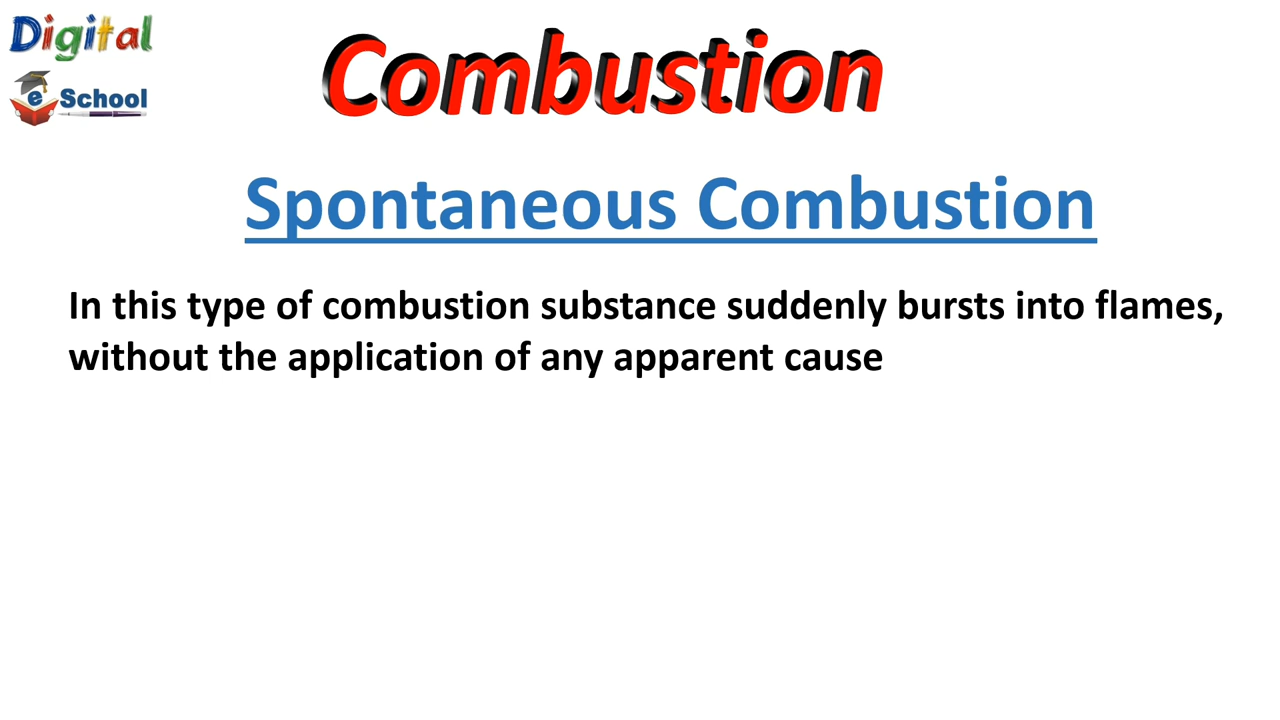 Digital
e School
Combustion
Spontaneous Combustion
In this type of combustion substance suddenly bursts into flames,
without the application of any apparent cause